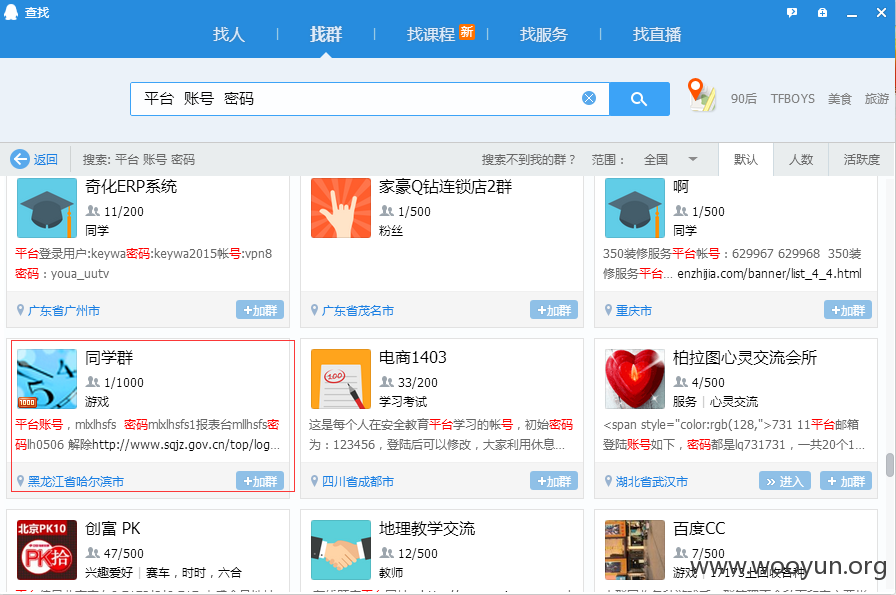 查找
找人
找群
找课程 新
找服务
找直播
平台 账号 密码
90后 TFBOYS 美食 旅游
返回
搜索: 平台 账号 密码
搜索不到我的群？ 范围： 全国
默认 人数 活跃度
奇化ERP系统
11/200
同学
平台登录用户:keywa密码:keywa2015帐号:vpn8
密码：youa_uutv
广东省广州市
+加群
家豪Q钻连锁店2群
1/500
粉丝
广东省茂名市
+加群
啊
1/500
同学
350装修服务平台帐号：629967 629968 350装
修服务平台... enzhijia.com/banner/list_4_4.html
重庆市
+加群
同学群
1/1000
游戏
1000
平台账号，mlxlhsfs 密码mlxlhsfs1报表台mllhsfs密
码lh0506 解除http://www.sqjz.gov.cn/top/log...
黑龙江省哈尔滨市
+加群
电商1403
33/200
学习考试
100
这是每个人在安全教育平台学习的帐号，初始密码
为：123456，登陆后可以修改，大家利用休息...
四川省成都市
+加群
柏拉图心灵交流会所
4/500
服务 | 心灵交流
<span style="color:rgb(128,">731 11平台邮箱
登陆账号如下，密码都是lq731731，一共20个1...
湖北省武汉市
» 进入
+ 加群
北京PK10
PK拾
创富 PK
47/500
兴趣爱好 | 赛车，时时，六合
地理教学交流
12/500
教师
百度CC
7/500
游戏
www.wooyun.org